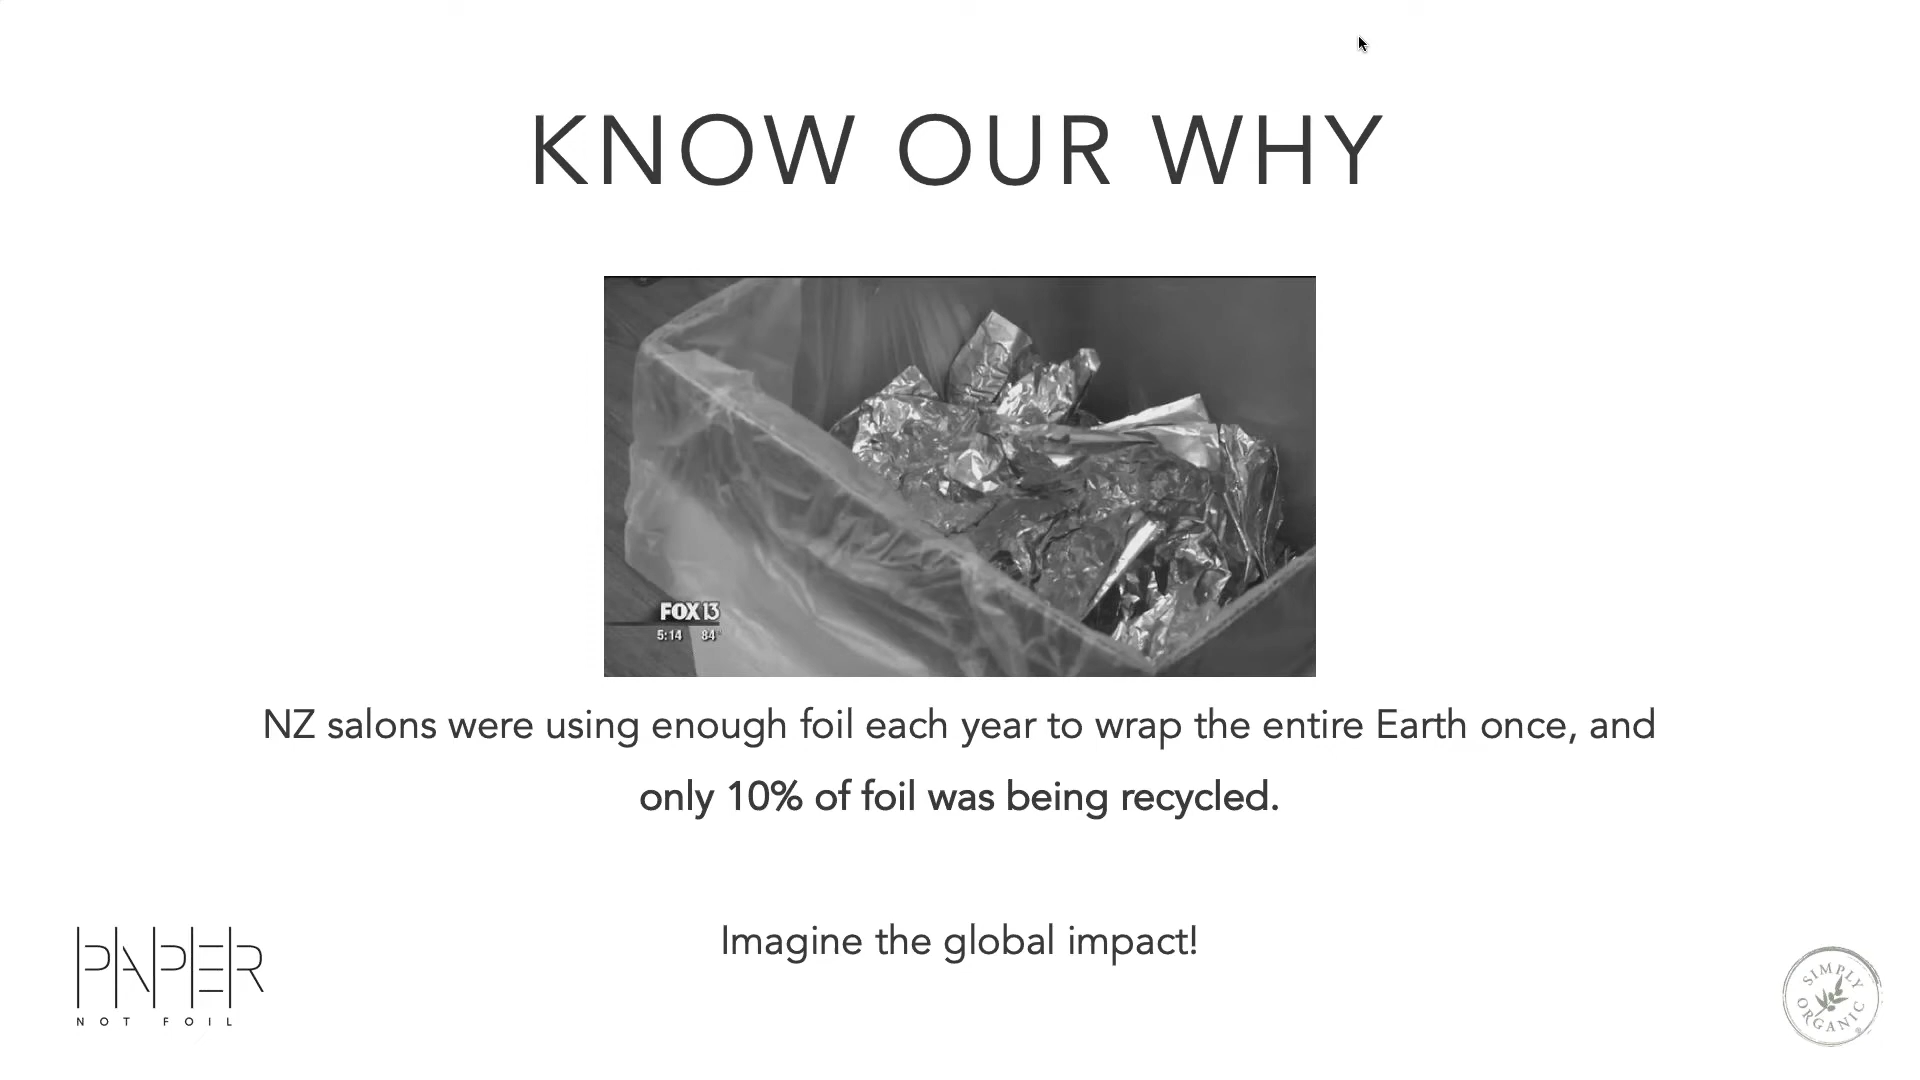 KNOW OUR WHY
FOX 13
5:14 84°
NZ salons were using enough foil each year to wrap the entire Earth once, and
only 10% of foil was being recycled.
Imagine the global impact!
PAPER
NOT FOIL
SIMPLY
ORGANIC